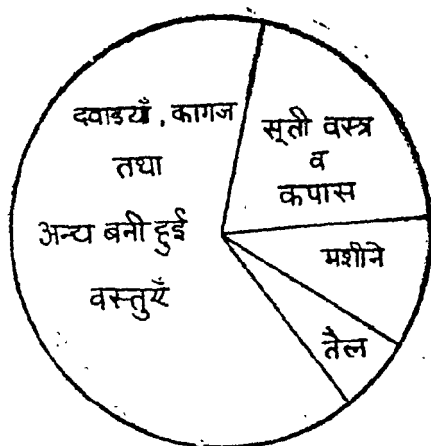 दवाइयाँ, कागज
तथा
अन्य बनी हुई
वस्तुएँ
सूती वस्त्र
व
कपास
मशीने
तैल